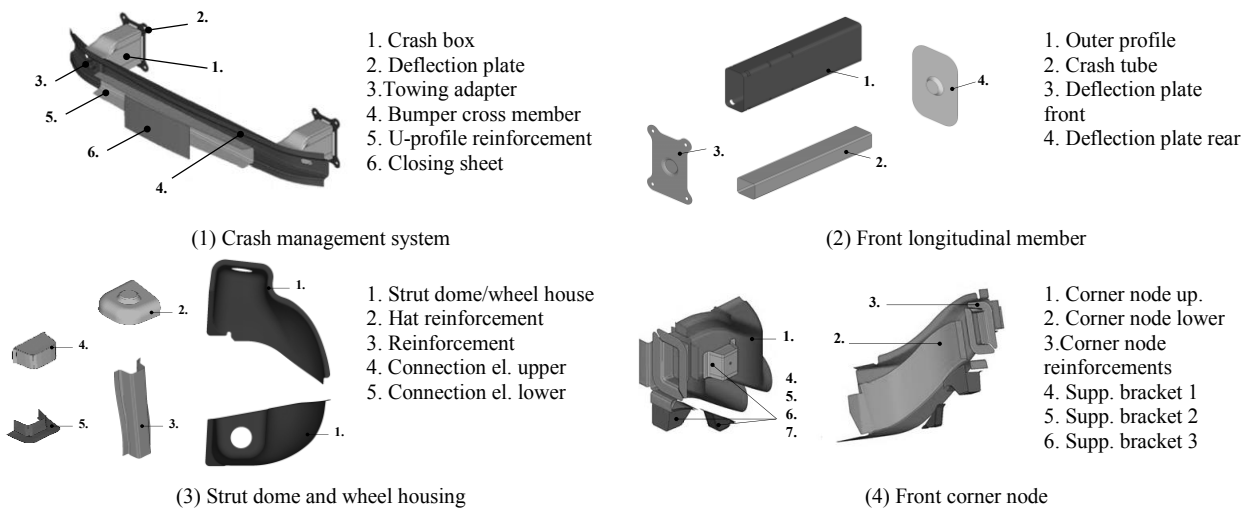 2.
1.
3.
5.
6.
4.
1. Crash box
2. Deflection plate
3.Towing adapter
4. Bumper cross member
5. U-profile reinforcement
6. Closing sheet
(1) Crash management system
1.
4.
3.
2.
1. Outer profile
2. Crash tube
3. Deflection plate
front
4. Deflection plate rear
(2) Front longitudinal member
1.
2.
4.
5.
3.
1.
1. Strut dome/wheel house
2. Hat reinforcement
3. Reinforcement
4. Connection el. upper
5. Connection el. lower
(3) Strut dome and wheel housing
1.
4.
5.
6.
7.
3.
2.
1. Corner node up.
2. Corner node lower
3.Corner node
reinforcements
4. Supp. bracket 1
5. Supp. bracket 2
6. Supp. bracket 3
(4) Front corner node